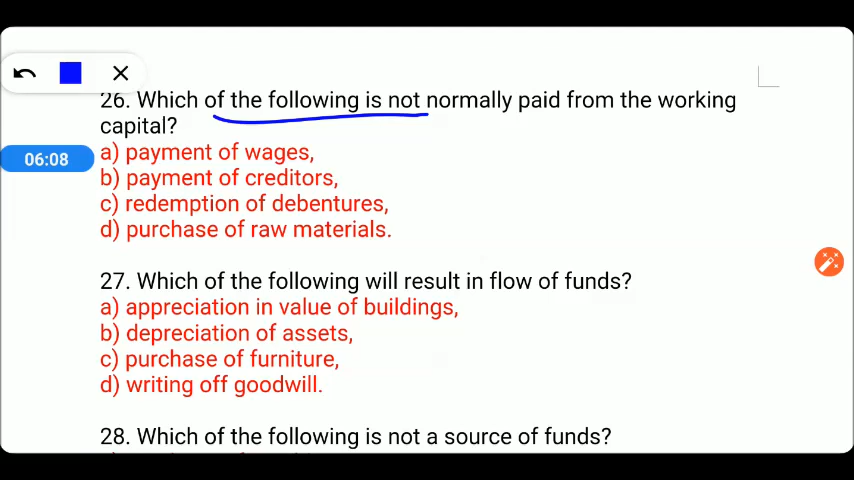 26. Which of the following is not normally paid from the working
capital?
06:08
a) payment of wages,
b) payment of creditors,
c) redemption of debentures,
d) purchase of raw materials.
27. Which of the following will result in flow of funds?
a) appreciation in value of buildings,
b) depreciation of assets,
c) purchase of furniture,
d) writing off goodwill.
28. Which of the following is not a source of funds?